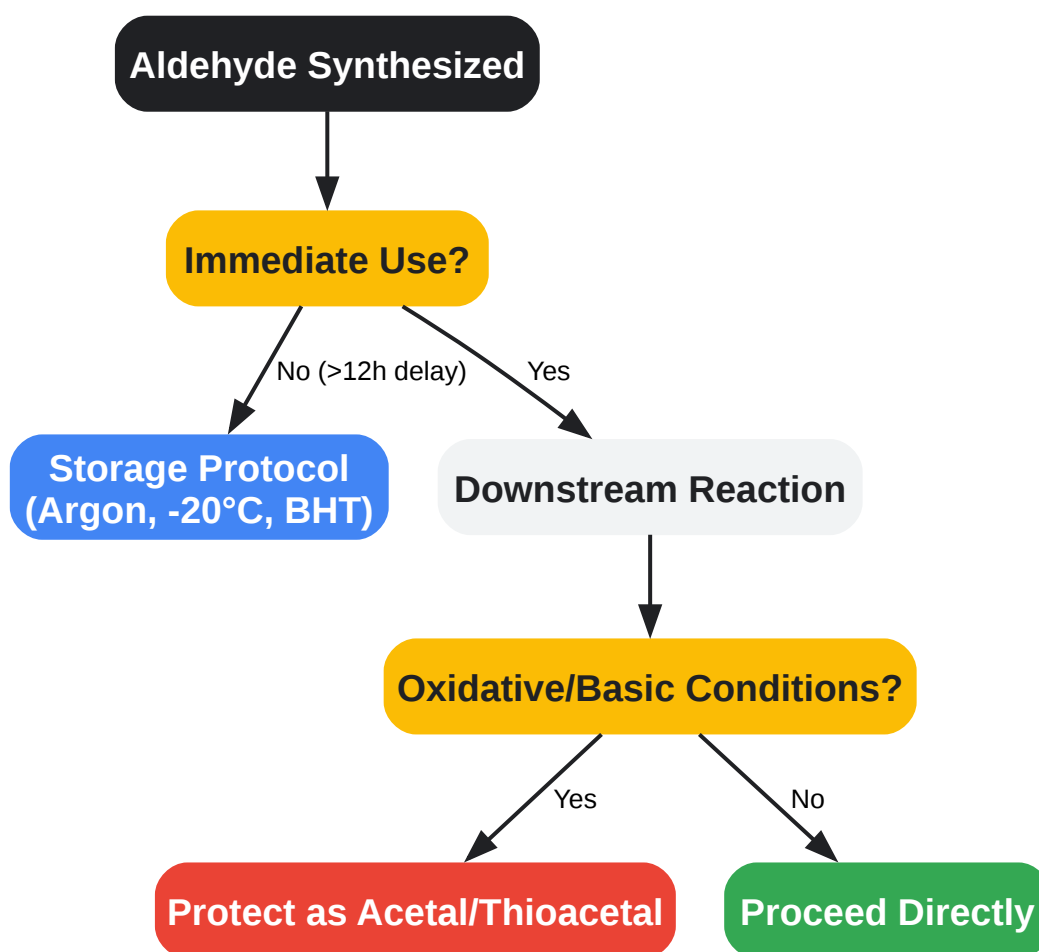 Aldehyde Synthesized
Immediate Use?
No (>12h delay)
Yes
Storage Protocol
(Argon, -20°C, BHT)
Downstream Reaction
Oxidative/Basic Conditions?
Yes
No
Protect as Acetal/Thioacetal
Proceed Directly